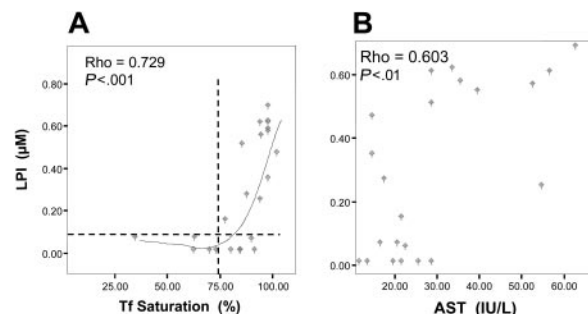 A
Rho = 0.729
P<.001
LPI (µM)
0.80
0.60
0.40
0.20
0.00
25.00 50.00 75.00 100.00
Tf Saturation (%)
B
Rho = 0.603
P<.01
0.60
0.40
0.20
0.00
20.00 30.00 40.00 50.00 60.00
AST (IU/L)